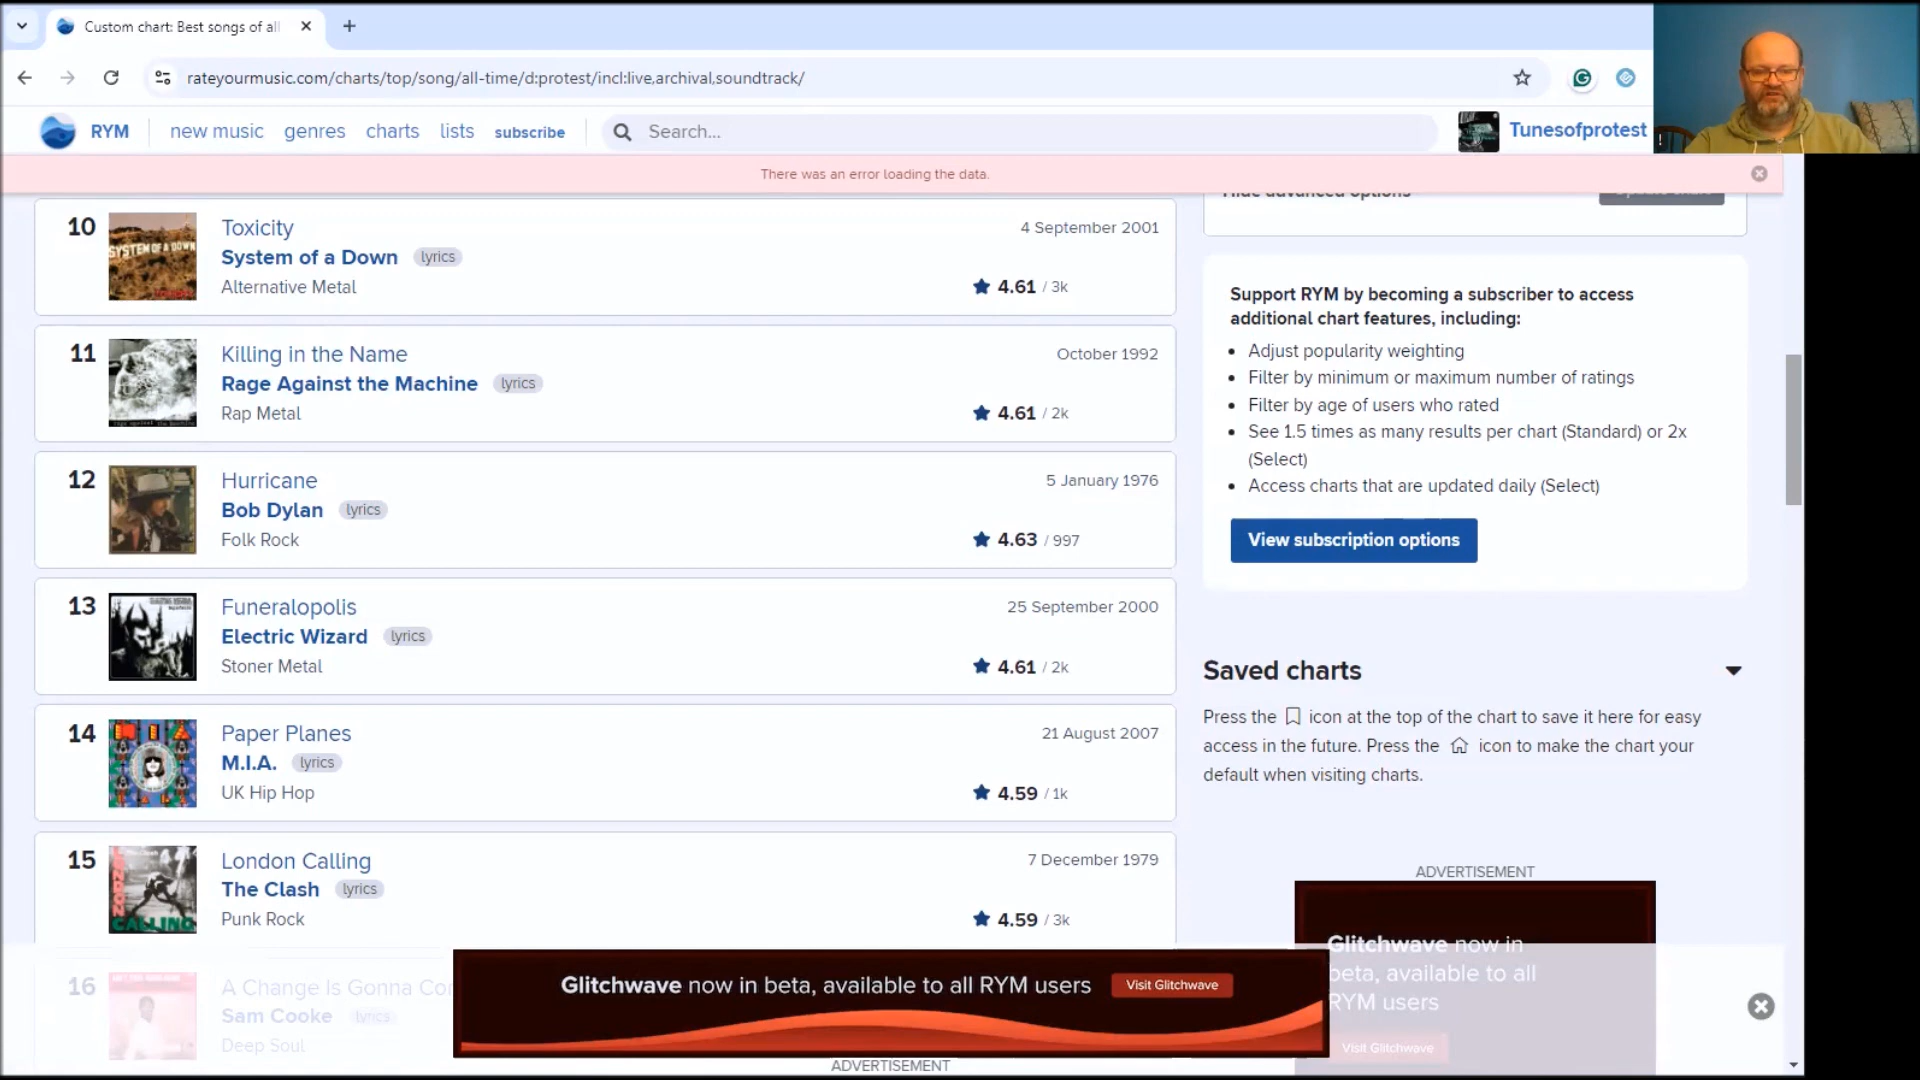 Custom chart: Best songs of all
rateyourmusic.com/charts/top/song/all-time/d:protest/incl:live,archival,soundtrack/
RYM new music genres charts lists subscribe Search... Tunesofprotest
There was an error loading the data.
Hide advanced options
10 Toxicity 4 September 2001
System of a Down lyrics
Alternative Metal 4.61 / 3k
11 Killing in the Name October 1992
Rage Against the Machine lyrics
Rap Metal 4.61 / 2k
12 Hurricane 5 January 1976
Bob Dylan lyrics
Folk Rock 4.63 / 997
13 Funeralopolis 25 September 2000
Electric Wizard lyrics
Stoner Metal 4.61 / 2k
14 Paper Planes 21 August 2007
M.I.A. lyrics
UK Hip Hop 4.59 / 1k
15 London Calling 7 December 1979
The Clash lyrics
Punk Rock 4.59 / 3k
16 A Change Is Gonna Co
Sam Cooke lyrics
Deep Soul
SYSTEM OF A DOWN
LONDON
CALLING
Support RYM by becoming a subscriber to access
additional chart features, including:
• Adjust popularity weighting
• Filter by minimum or maximum number of ratings
• Filter by age of users who rated
• See 1.5 times as many results per chart (Standard) or 2x
(Select)
• Access charts that are updated daily (Select)
View subscription options
Saved charts
Press the icon at the top of the chart to save it here for easy
access in the future. Press the icon to make the chart your
default when visiting charts.
ADVERTISEMENT
Glitchwave now in
beta, available to all
RYM users
Visit Glitchwave
Glitchwave now in beta, available to all RYM users Visit Glitchwave
ADVERTISEMENT